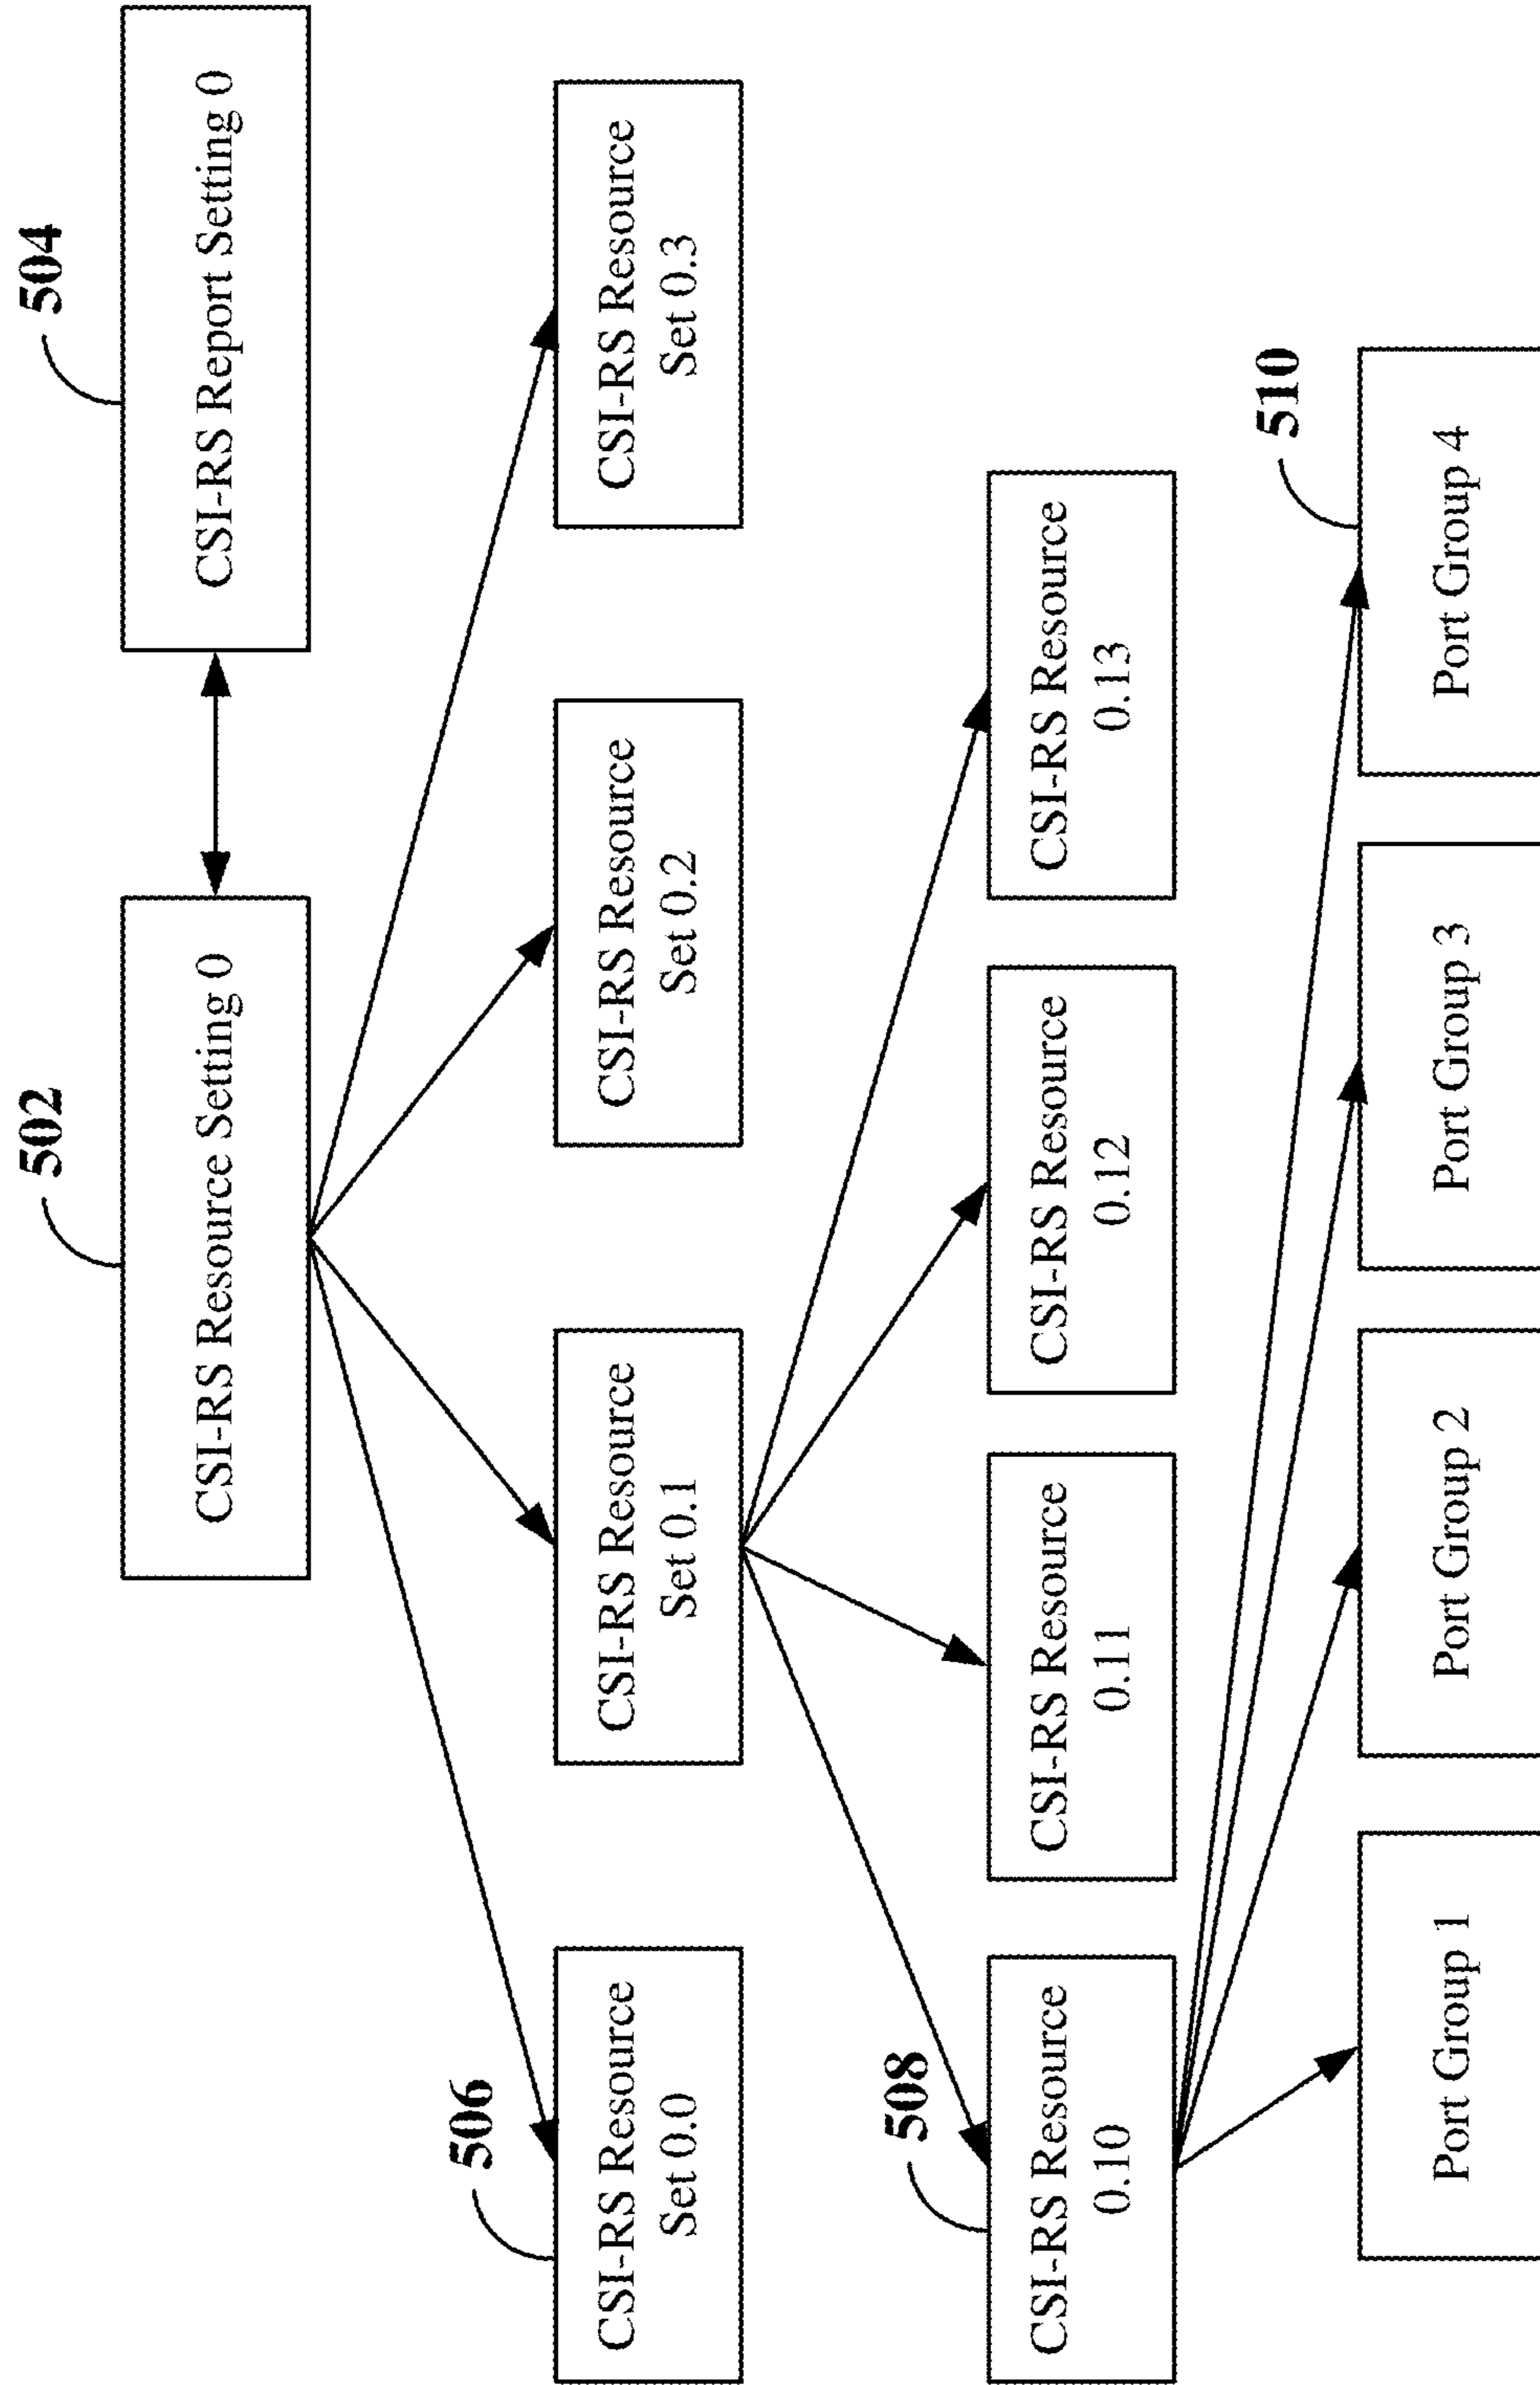 502
504
CSI-RS Resource Setting 0
CSI-RS Report Setting 0
506
CSI-RS Resource
Set 0.0
CSI-RS Resource
Set 0.1
CSI-RS Resource
Set 0.2
CSI-RS Resource
Set 0.3
508
CSI-RS Resource
0.10
CSI-RS Resource
0.11
CSI-RS Resource
0.12
CSI-RS Resource
0.13
510
Port Group 1
Port Group 2
Port Group 3
Port Group 4